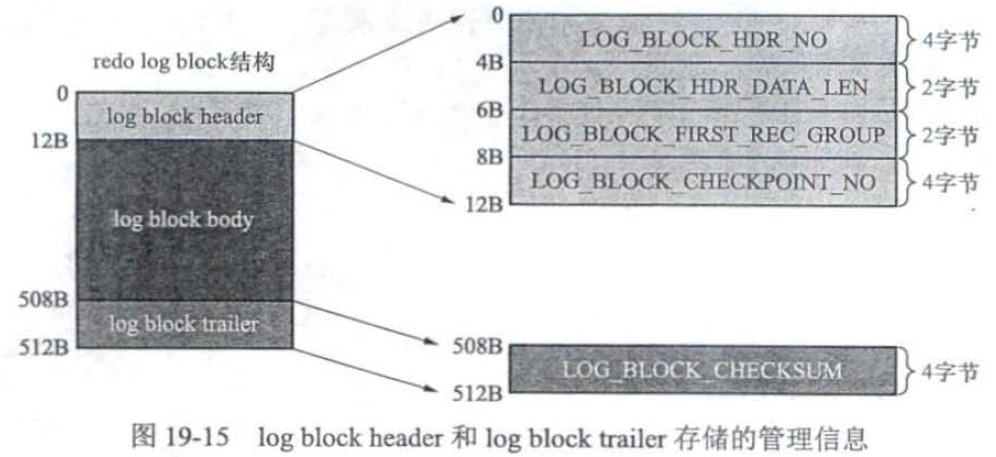 redo log block结构
0
log block header
12B
log block body
508B
log block trailer
512B
0
LOG_BLOCK_HDR_NO
4字节
4B
LOG_BLOCK_HDR_DATA_LEN
2字节
6B
LOG_BLOCK_FIRST_REC_GROUP
2字节
8B
LOG_BLOCK_CHECKPOINT_NO
4字节
12B
508B
LOG_BLOCK_CHECKSUM
4字节
512B
图 19-15 log block header 和 log block trailer 存储的管理信息